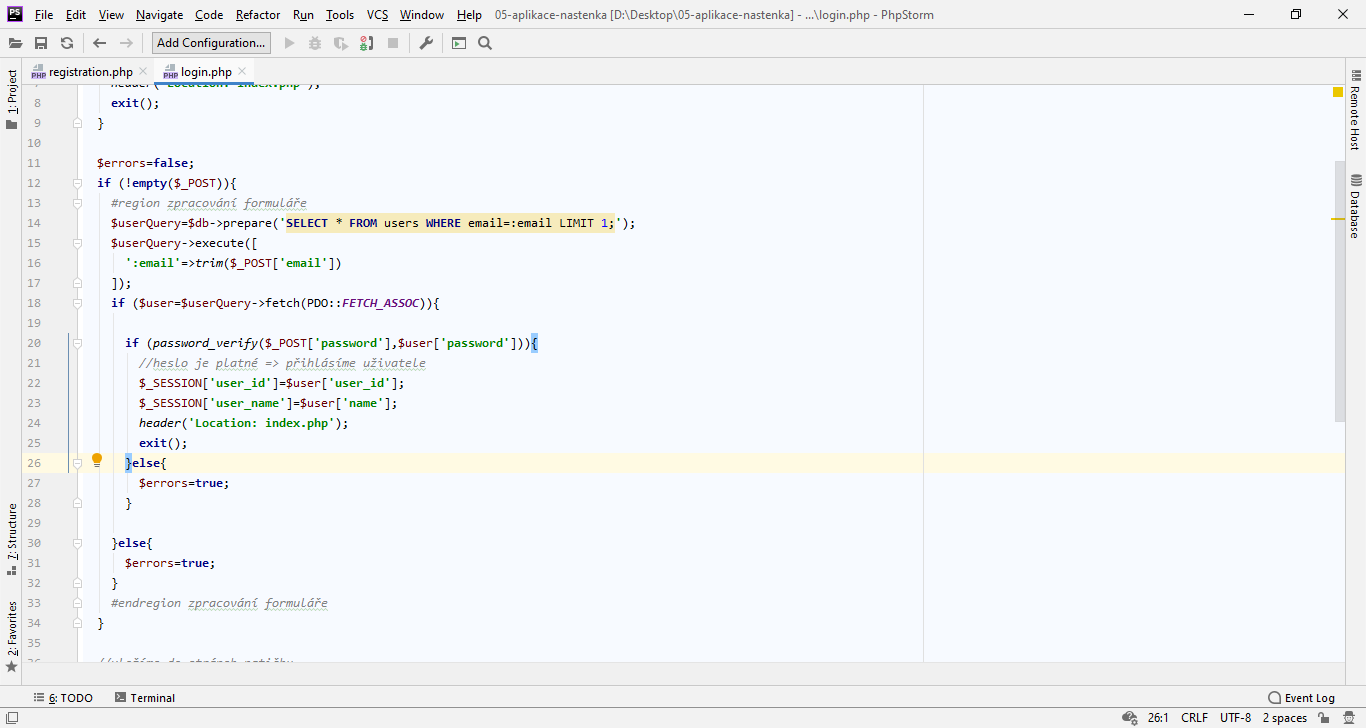 PS File Edit View Navigate Code Refactor Run Tools VCS Window Help 05-aplikace-nastenka [D:\Desktop\05-aplikace-nastenka] - ...\login.php - PhpStorm
Add Configuration...
registration.php login.php
1: Project
7: Structure
2: Favorites
7 header('Location: index.php');
8 exit();
9 }
10
11 $errors=false;
12 if (!empty($_POST)){
13 #region zpracování formuláře
14 $userQuery=$db->prepare('SELECT * FROM users WHERE email=:email LIMIT 1;');
15 $userQuery->execute([
16 ':email'=>trim($_POST['email'])
17 ]);
18 if ($user=$userQuery->fetch(PDO::FETCH_ASSOC)){
19
20 if (password_verify($_POST['password'],$user['password'])){
21 //heslo je platné => přihlásíme uživatele
22 $_SESSION['user_id']=$user['user_id'];
23 $_SESSION['user_name']=$user['name'];
24 header('Location: index.php');
25 exit();
26 }else{
27 $errors=true;
28 }
29
30 }else{
31 $errors=true;
32 }
33 #endregion zpracování formuláře
34 }
35
Remote Host
Database
6: TODO Terminal Event Log
26:1 CRLF UTF-8 2 spaces